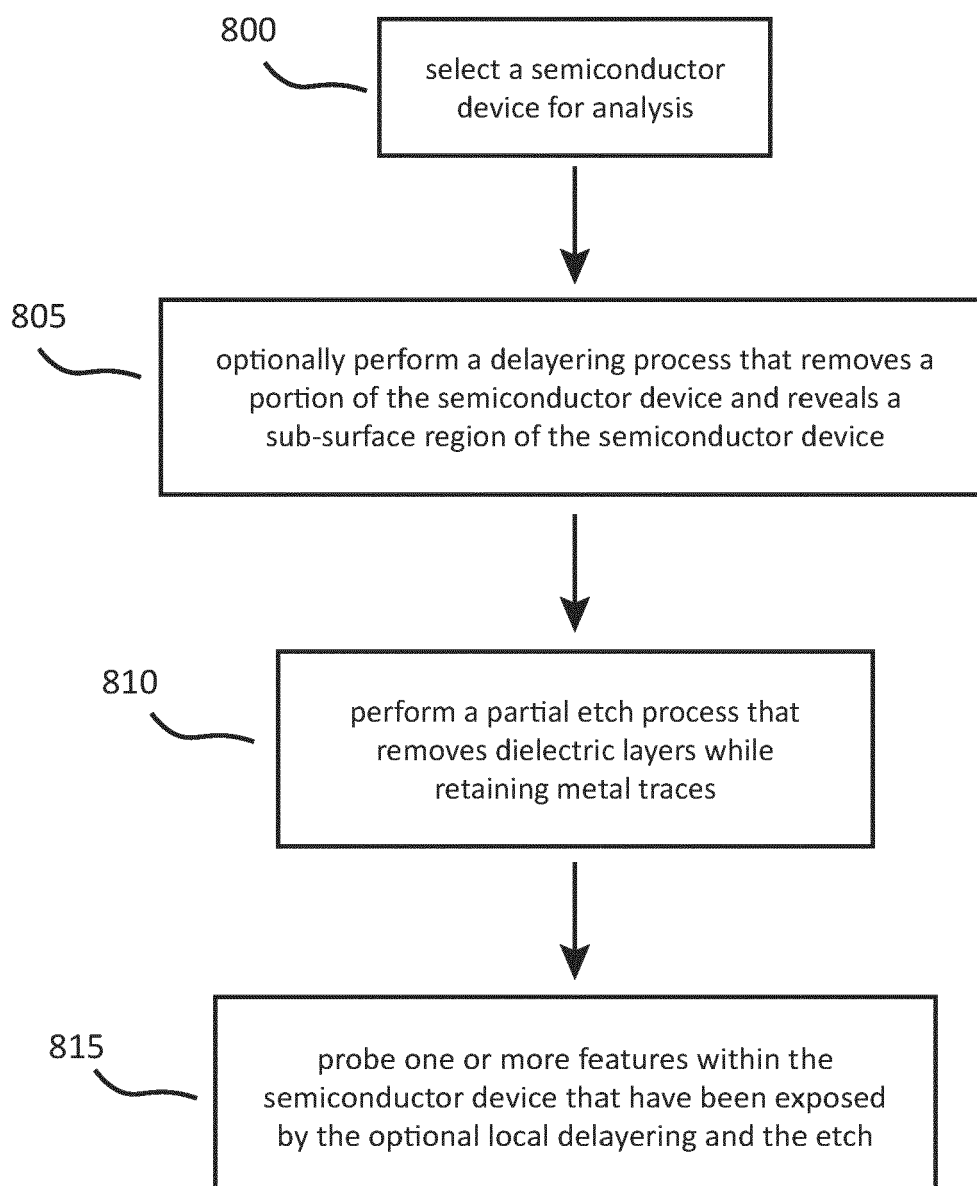 800
select a semiconductor
device for analysis
805
optionally perform a delayering process that removes a
portion of the semiconductor device and reveals a
sub-surface region of the semiconductor device
810
perform a partial etch process that
removes dielectric layers while
retaining metal traces
815
probe one or more features within the
semiconductor device that have been exposed
by the optional local delayering and the etch